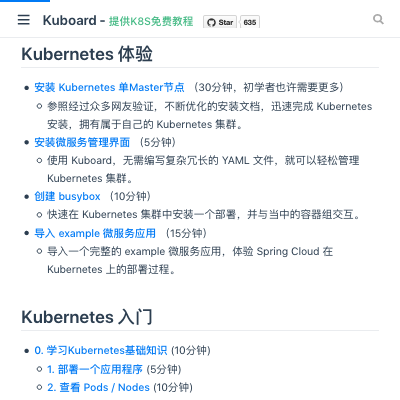 Kuboard - 提供K8S免费教程 Star 635
Kubernetes 体验
安装 Kubernetes 单Master节点 （30分钟，初学者也许需要更多）
参照经过众多网友验证，不断优化的安装文档，迅速完成 Kubernetes
安装，拥有属于自己的 Kubernetes 集群。
安装微服务管理界面 （5分钟）
使用 Kuboard，无需编写复杂冗长的 YAML 文件，就可以轻松管理
Kubernetes 集群。
创建 busybox （10分钟）
快速在 Kubernetes 集群中安装一个部署，并与当中的容器组交互。
导入 example 微服务应用 （15分钟）
导入一个完整的 example 微服务应用，体验 Spring Cloud 在
Kubernetes 上的部署过程。
Kubernetes 入门
0. 学习Kubernetes基础知识 (10分钟)
1. 部署一个应用程序 (5分钟)
2. 查看 Pods / Nodes (10分钟)